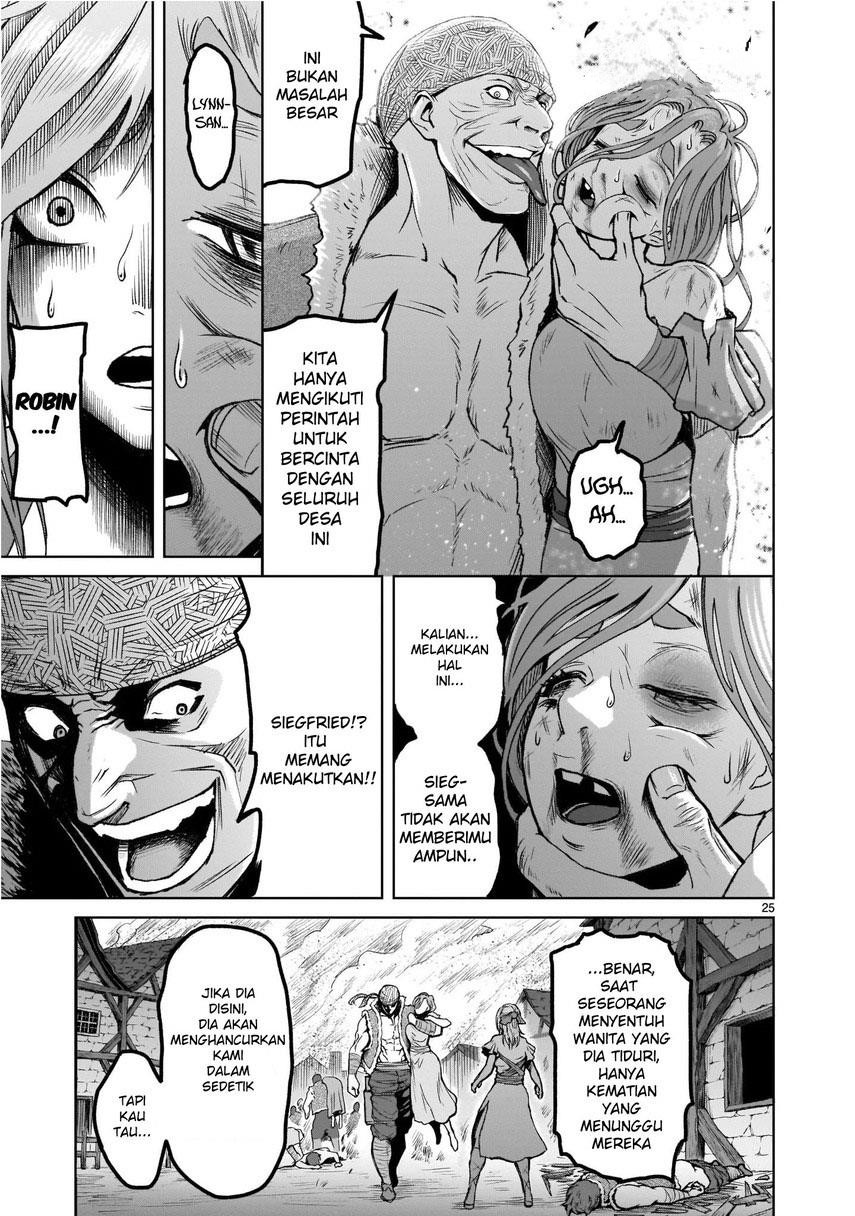 INI
BUKAN
MASALAH
BESAR
KITA
HANYA
MENGIKUTI
PERINTAH
UNTUK
BERCINTA
DENGAN
SELURUH
DESA
INI
UGH...
AH...
LYNN-
SAN...
ROBIN
...!
KALIAN...
MELAKUKAN
HAL
INI...
SIEG-
SAMA
TIDAK AKAN
MEMBERIMU
AMPUN..
SIEGFRIED!?
ITU
MEMANG
MENAKUTKAN!!
25
...BENAR,
SAAT
SESEORANG
MENYENTUH
WANITA YANG
DIA TIDURI,
HANYA
KEMATIAN
YANG
MENUNGGU
MEREKA
JIKA DIA
DISINI,
DIA AKAN
MENGHANCURKAN
KAMI
DALAM
SEDETIK
TAPI
KAU
TAU...